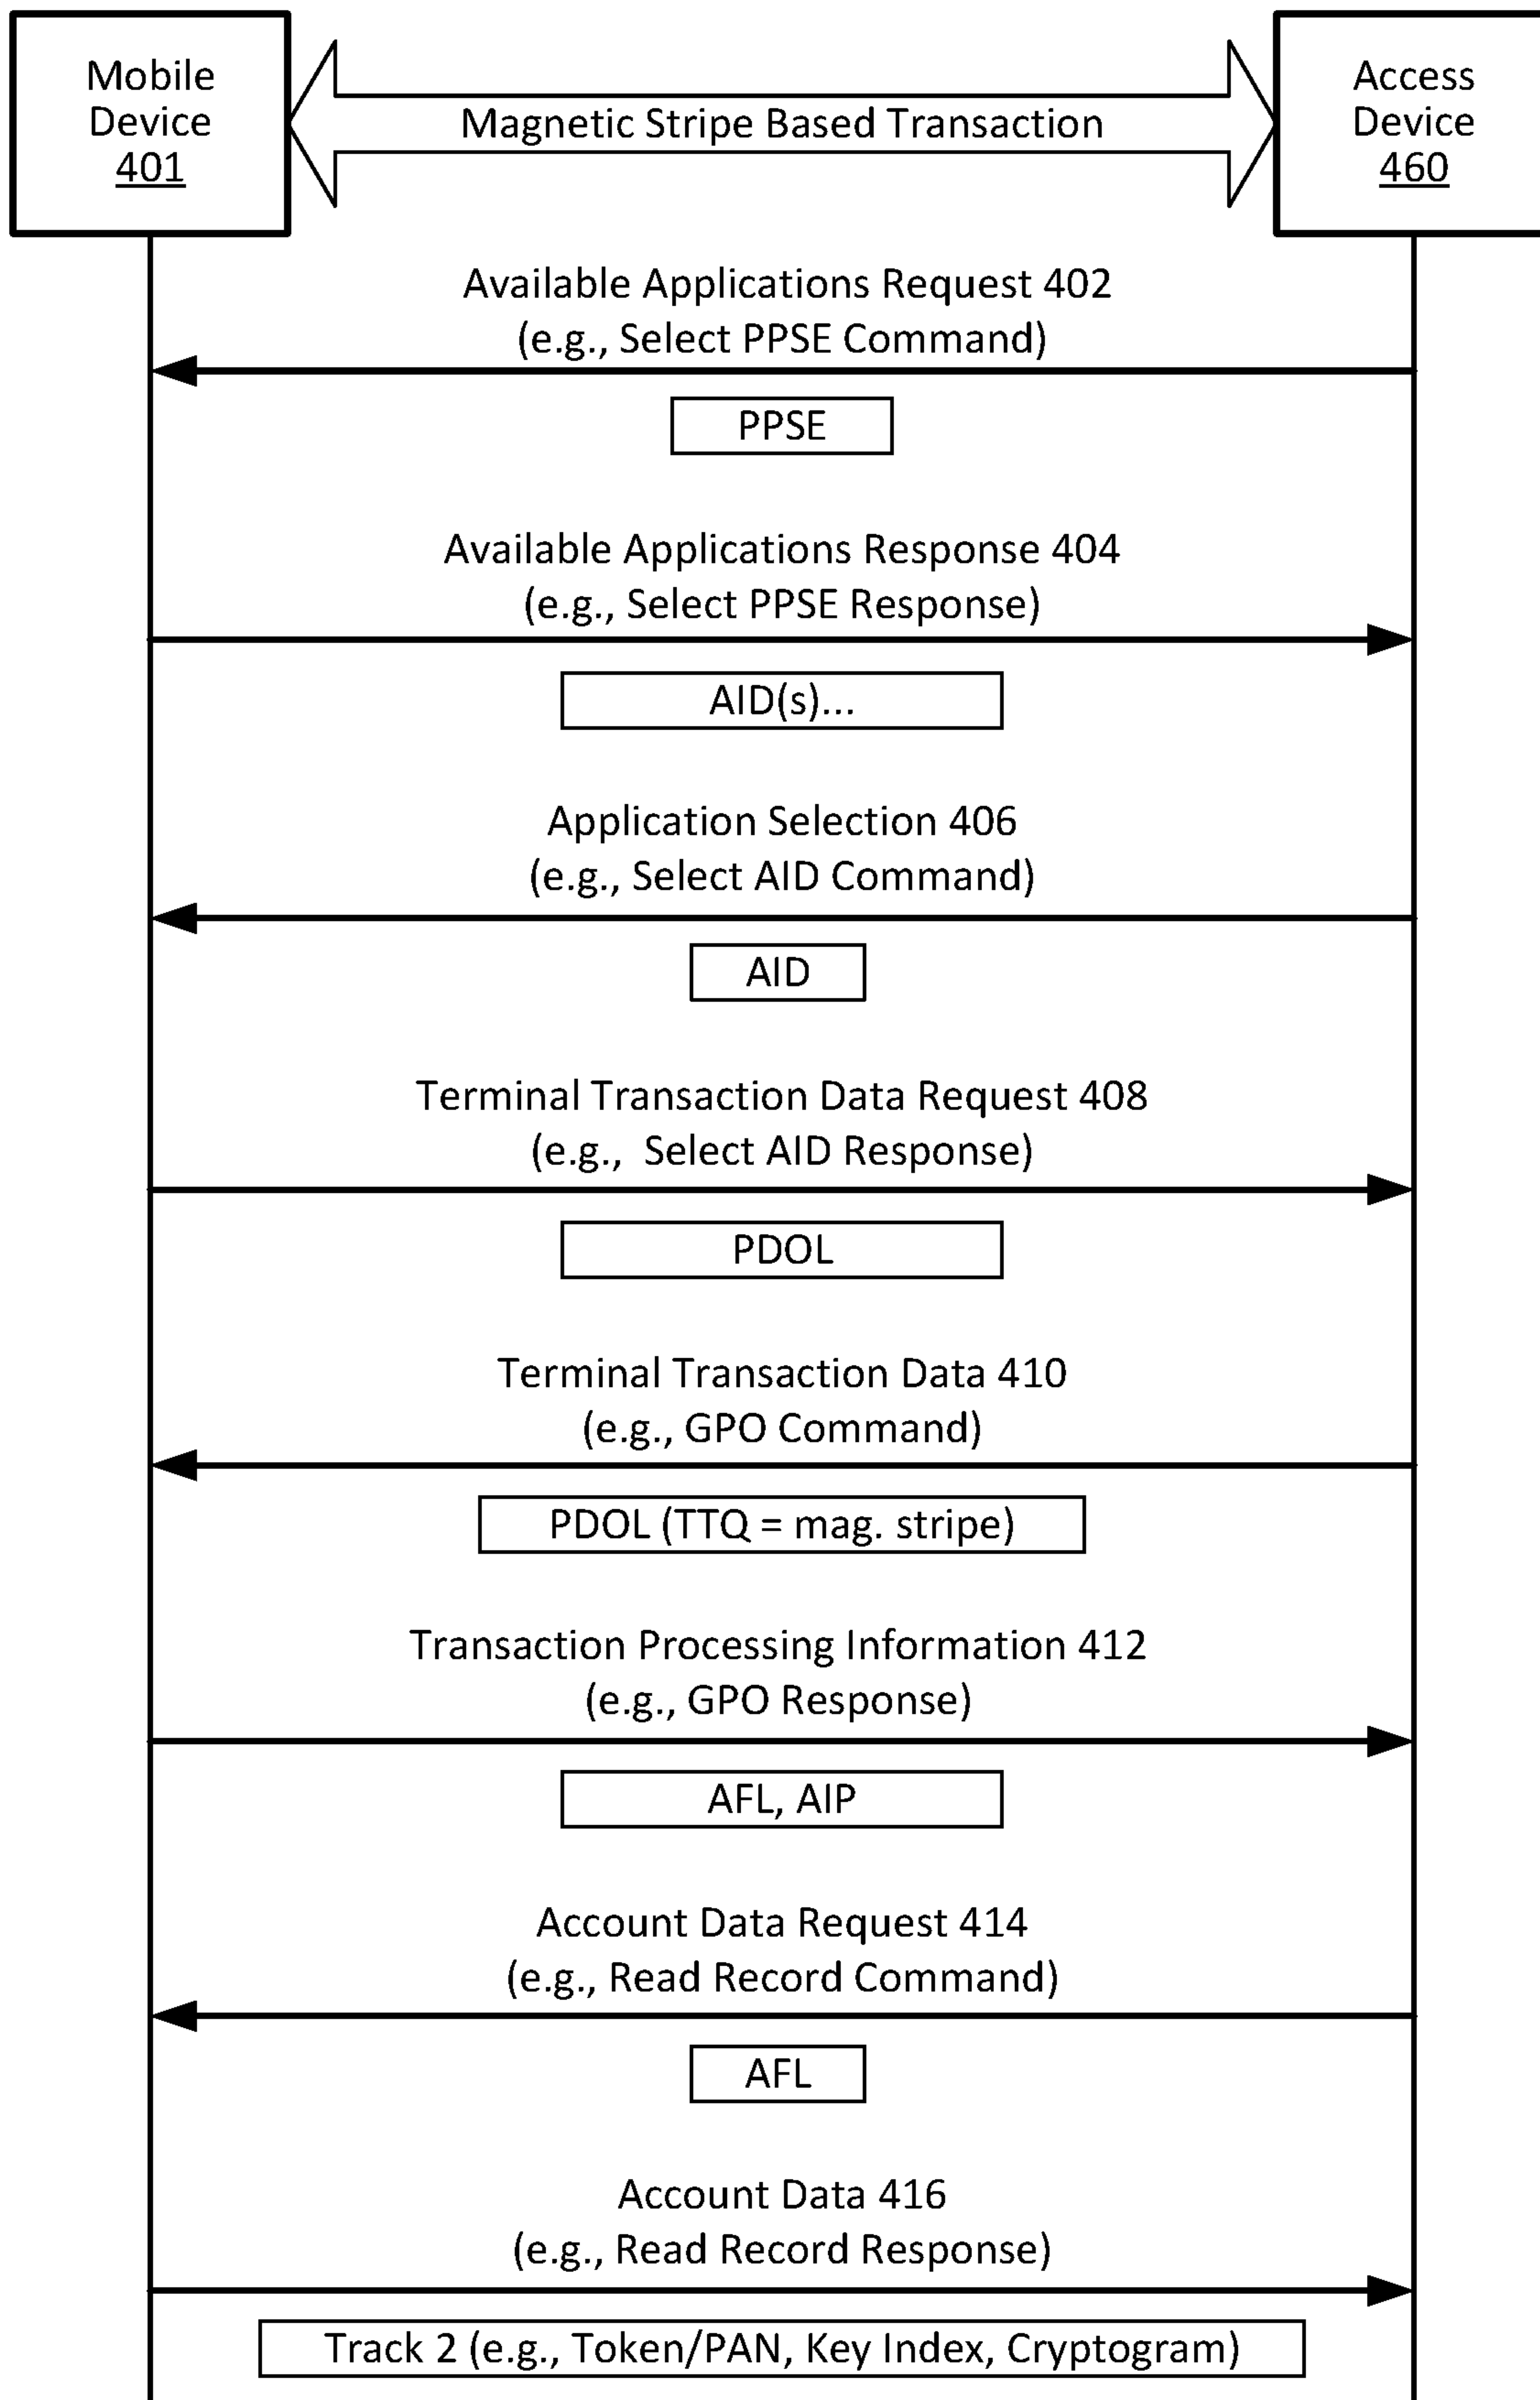 Mobile
Device
401
Magnetic Stripe Based Transaction
Access
Device
460
Available Applications Request 402
(e.g., Select PPSE Command)
PPSE
Available Applications Response 404
(e.g., Select PPSE Response)
AID(s)...
Application Selection 406
(e.g., Select AID Command)
AID
Terminal Transaction Data Request 408
(e.g., Select AID Response)
PDOL
Terminal Transaction Data 410
(e.g., GPO Command)
PDOL (TTQ = mag. stripe)
Transaction Processing Information 412
(e.g., GPO Response)
AFL, AIP
Account Data Request 414
(e.g., Read Record Command)
AFL
Account Data 416
(e.g., Read Record Response)
Track 2 (e.g., Token/PAN, Key Index, Cryptogram)